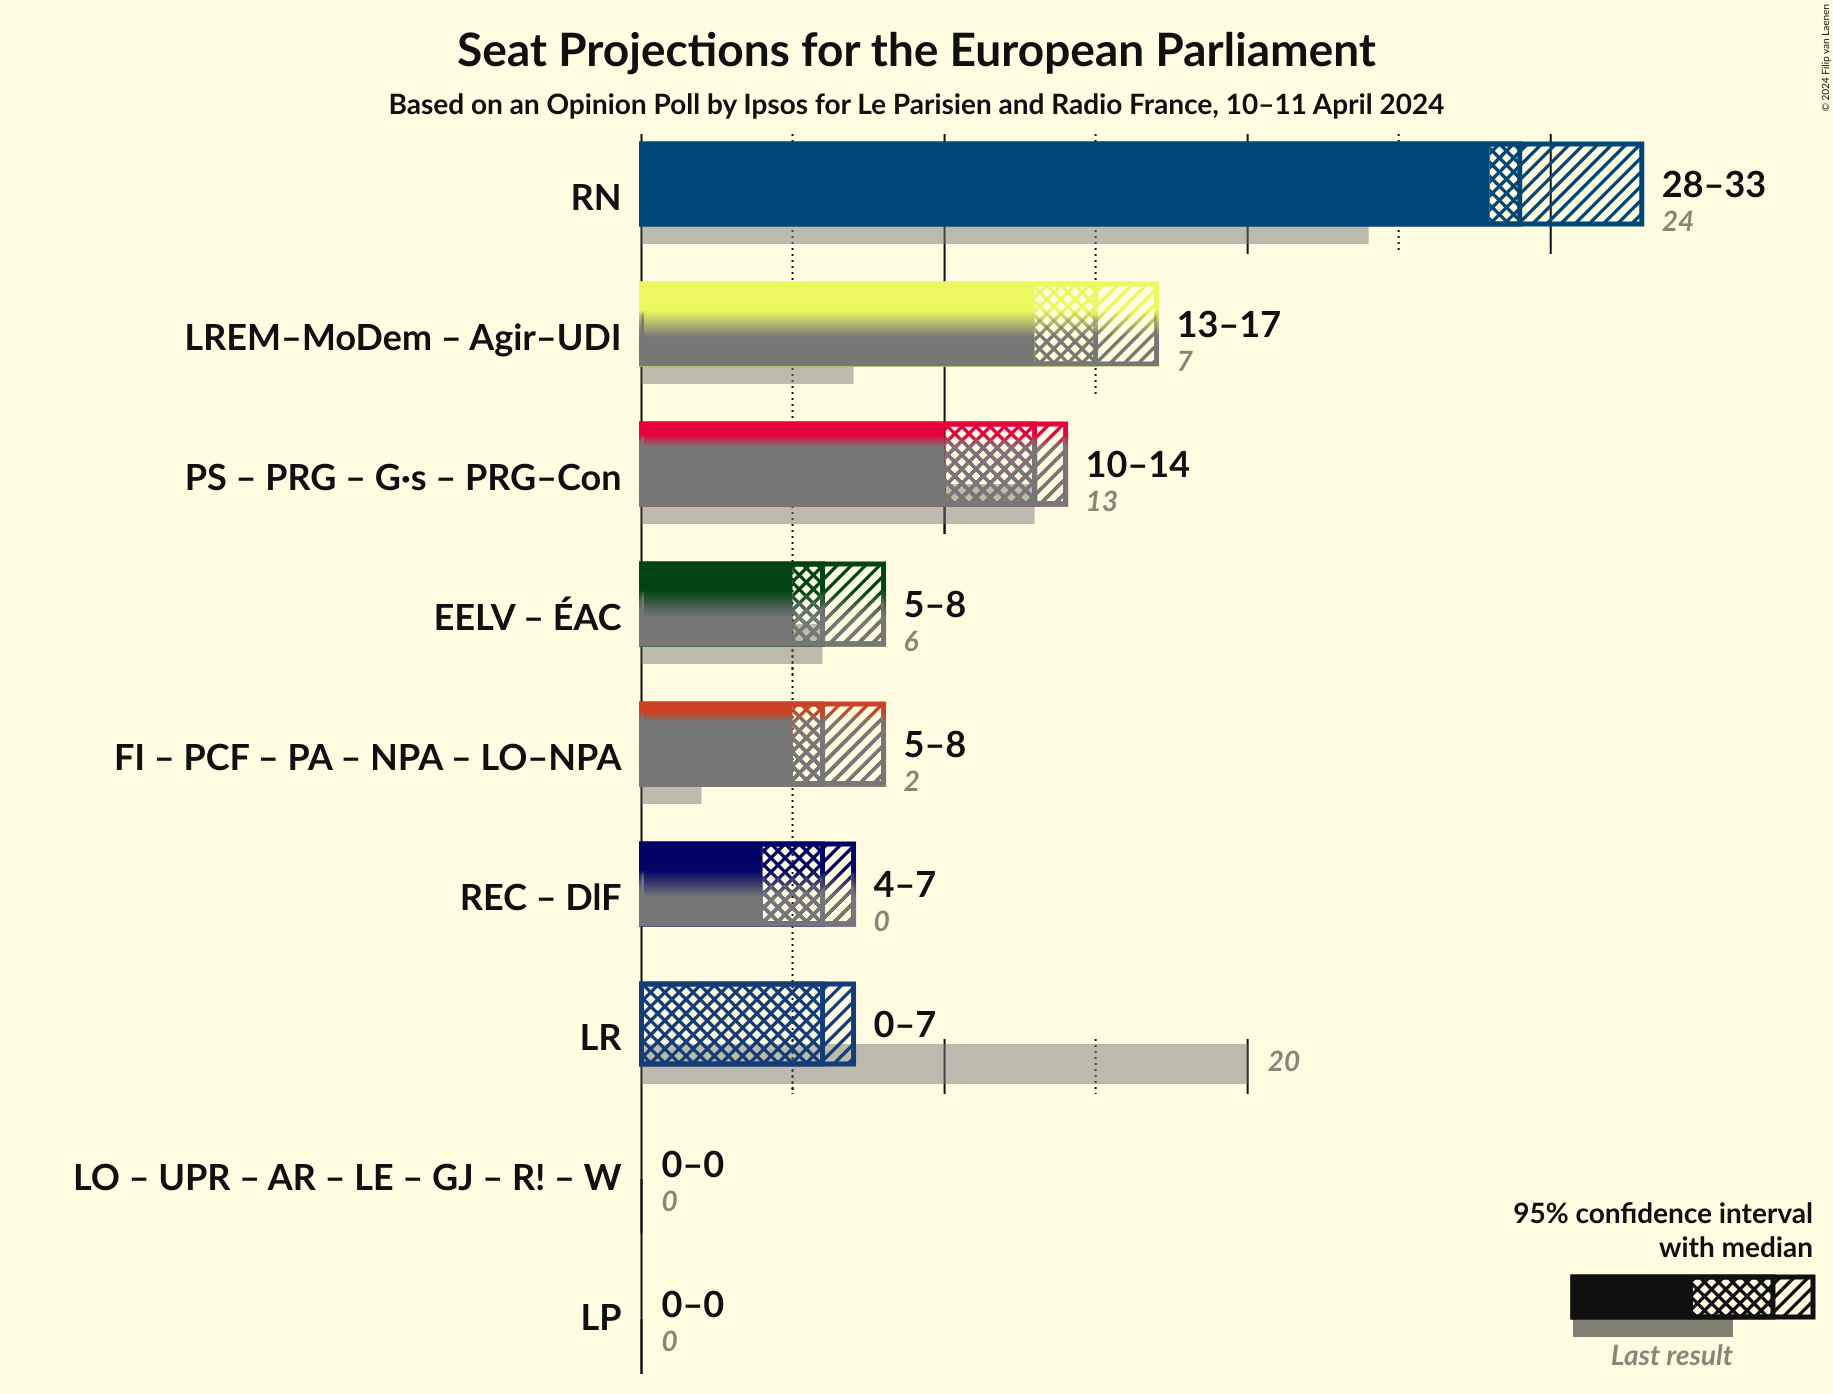 Seat Projections for the European Parliament
Based on an Opinion Poll by Ipsos for Le Parisien and Radio France, 10–11 April 2024
© 2024 Filip van Laenen
RN
28–33
24
LREM–MoDem – Agir–UDI
13–17
7
PS – PRG – G·s – PRG–Con
10–14
13
EELV – ÉAC
5–8
6
FI – PCF – PA – NPA – LO–NPA
5–8
2
REC – DlF
4–7
0
LR
0–7
20
LO – UPR – AR – LE – GJ – R! – W
0–0
0
LP
0–0
0
95% confidence interval
with median
Last result